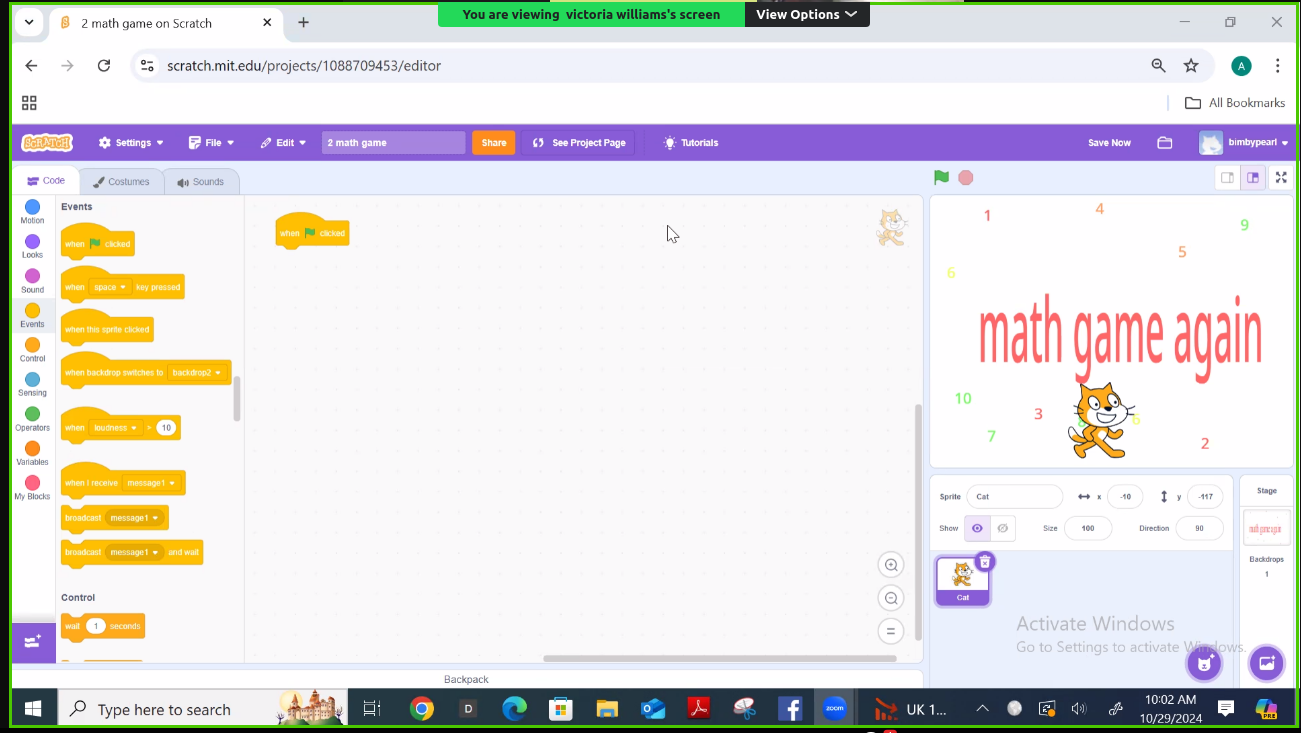 You are viewing victoria williams's screen
View Options
2 math game on Scratch
scratch.mit.edu/projects/1088709453/editor
A
All Bookmarks
SCRATCH
Settings
File
Edit
2 math game
Share
See Project Page
Tutorials
Save Now
bimbypearl
Code
Costumes
Sounds
Motion
Looks
Sound
Events
Control
Sensing
Operators
Variables
My Blocks
Events
when clicked
when space key pressed
when this sprite clicked
when backdrop switches to backdrop2
when loudness > 10
when I receive message1
broadcast message1
broadcast message1 and wait
Control
wait 1 seconds
when clicked
1
4
9
5
6
math game again
10
3
6
7
2
Sprite Cat x -10 y -117
Show Size 100 Direction 90
Cat
Stage
math game again
Backdrops
1
Activate Windows
Go to Settings to activate Windows.
Backpack
Type here to search
D
zoom
UK 1...
10:02 AM
10/29/2024
PRE